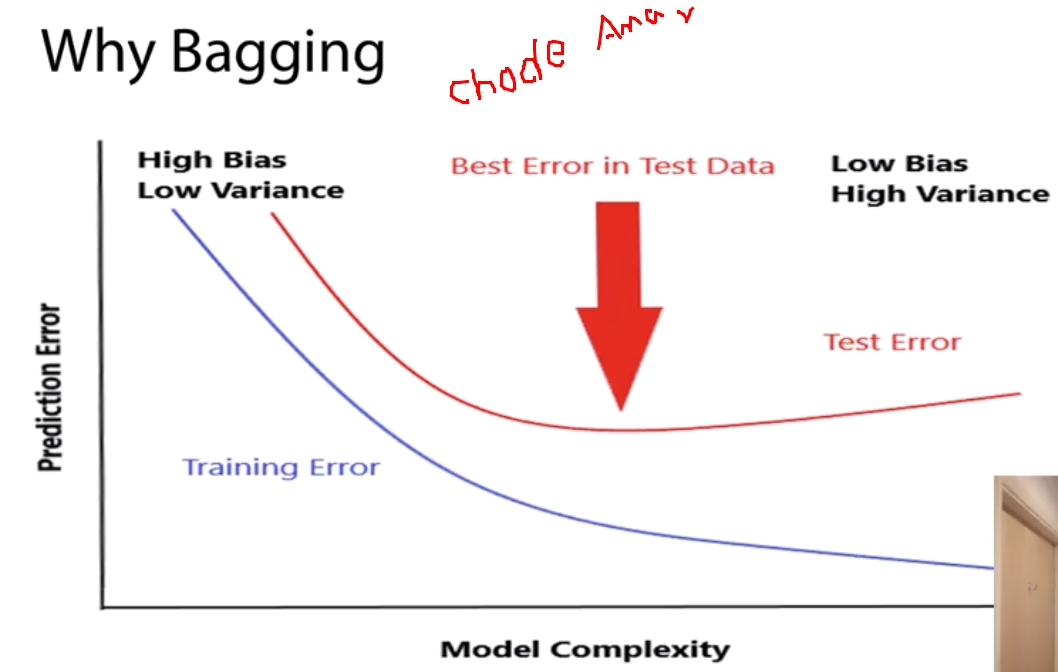 Why Bagging
chode Ama
High Bias
Low Variance
Best Error in Test Data
Low Bias
High Variance
Test Error
Training Error
Prediction Error
Model Complexity